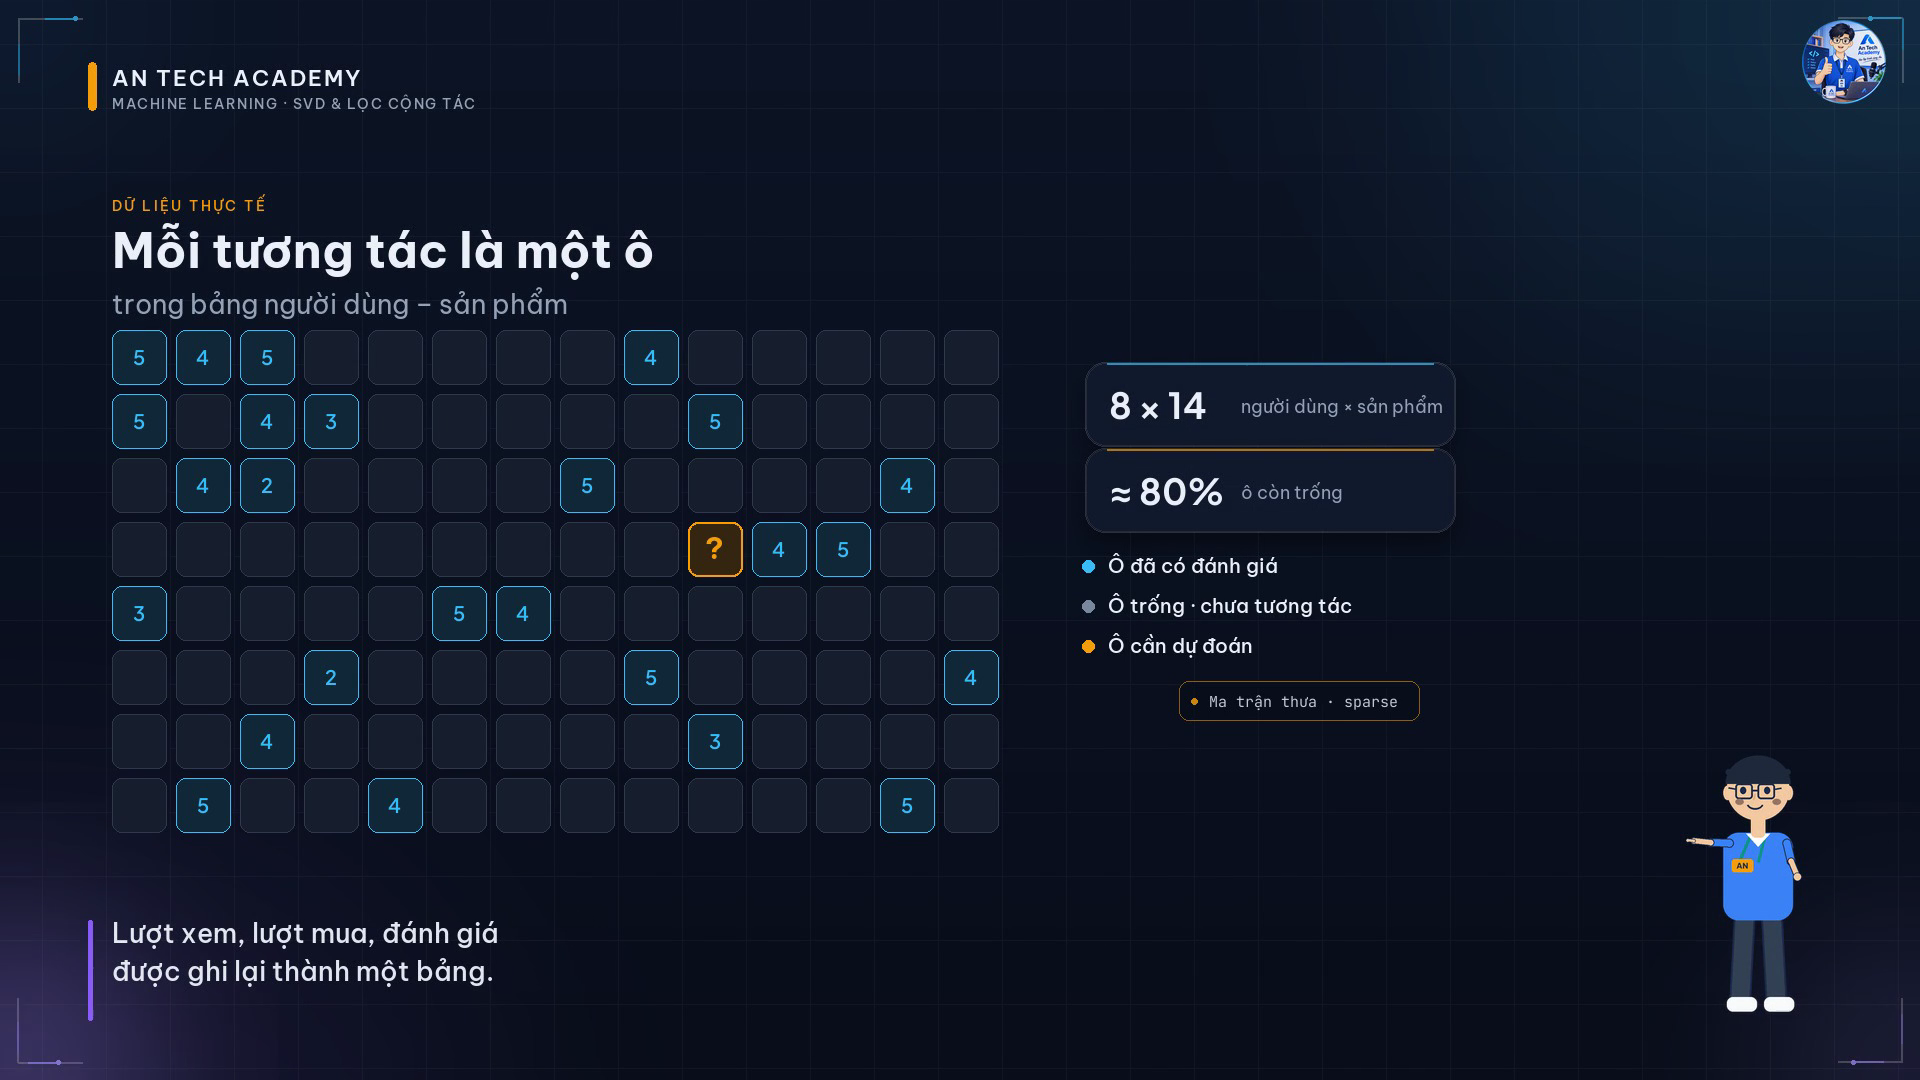 AN TECH ACADEMY
MACHINE LEARNING · SVD & LỌC CỘNG TÁC
An Tech
Academy
DỮ LIỆU THỰC TẾ
Mỗi tương tác là một ô
trong bảng người dùng – sản phẩm
5 4 5 4
5 4 3 5
4 2 5 4
? 4 5
3 5 4
2 5 4
4 3
5 4 5
8 × 14 người dùng × sản phẩm
≈ 80% ô còn trống
Ô đã có đánh giá
Ô trống · chưa tương tác
Ô cần dự đoán
Ma trận thưa · sparse
AN
Lượt xem, lượt mua, đánh giá
được ghi lại thành một bảng.